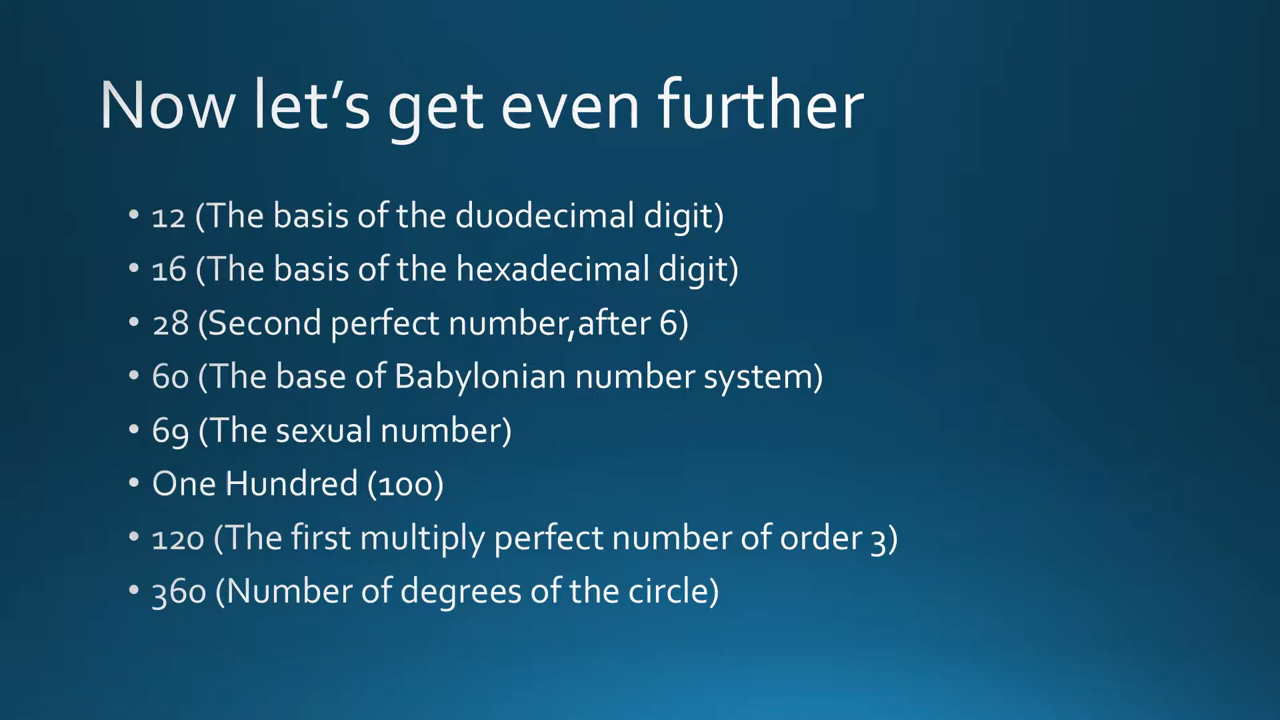 Now let’s get even further
• 12 (The basis of the duodecimal digit)
• 16 (The basis of the hexadecimal digit)
• 28 (Second perfect number,after 6)
• 60 (The base of Babylonian number system)
• 69 (The sexual number)
• One Hundred (100)
• 120 (The first multiply perfect number of order 3)
• 360 (Number of degrees of the circle)